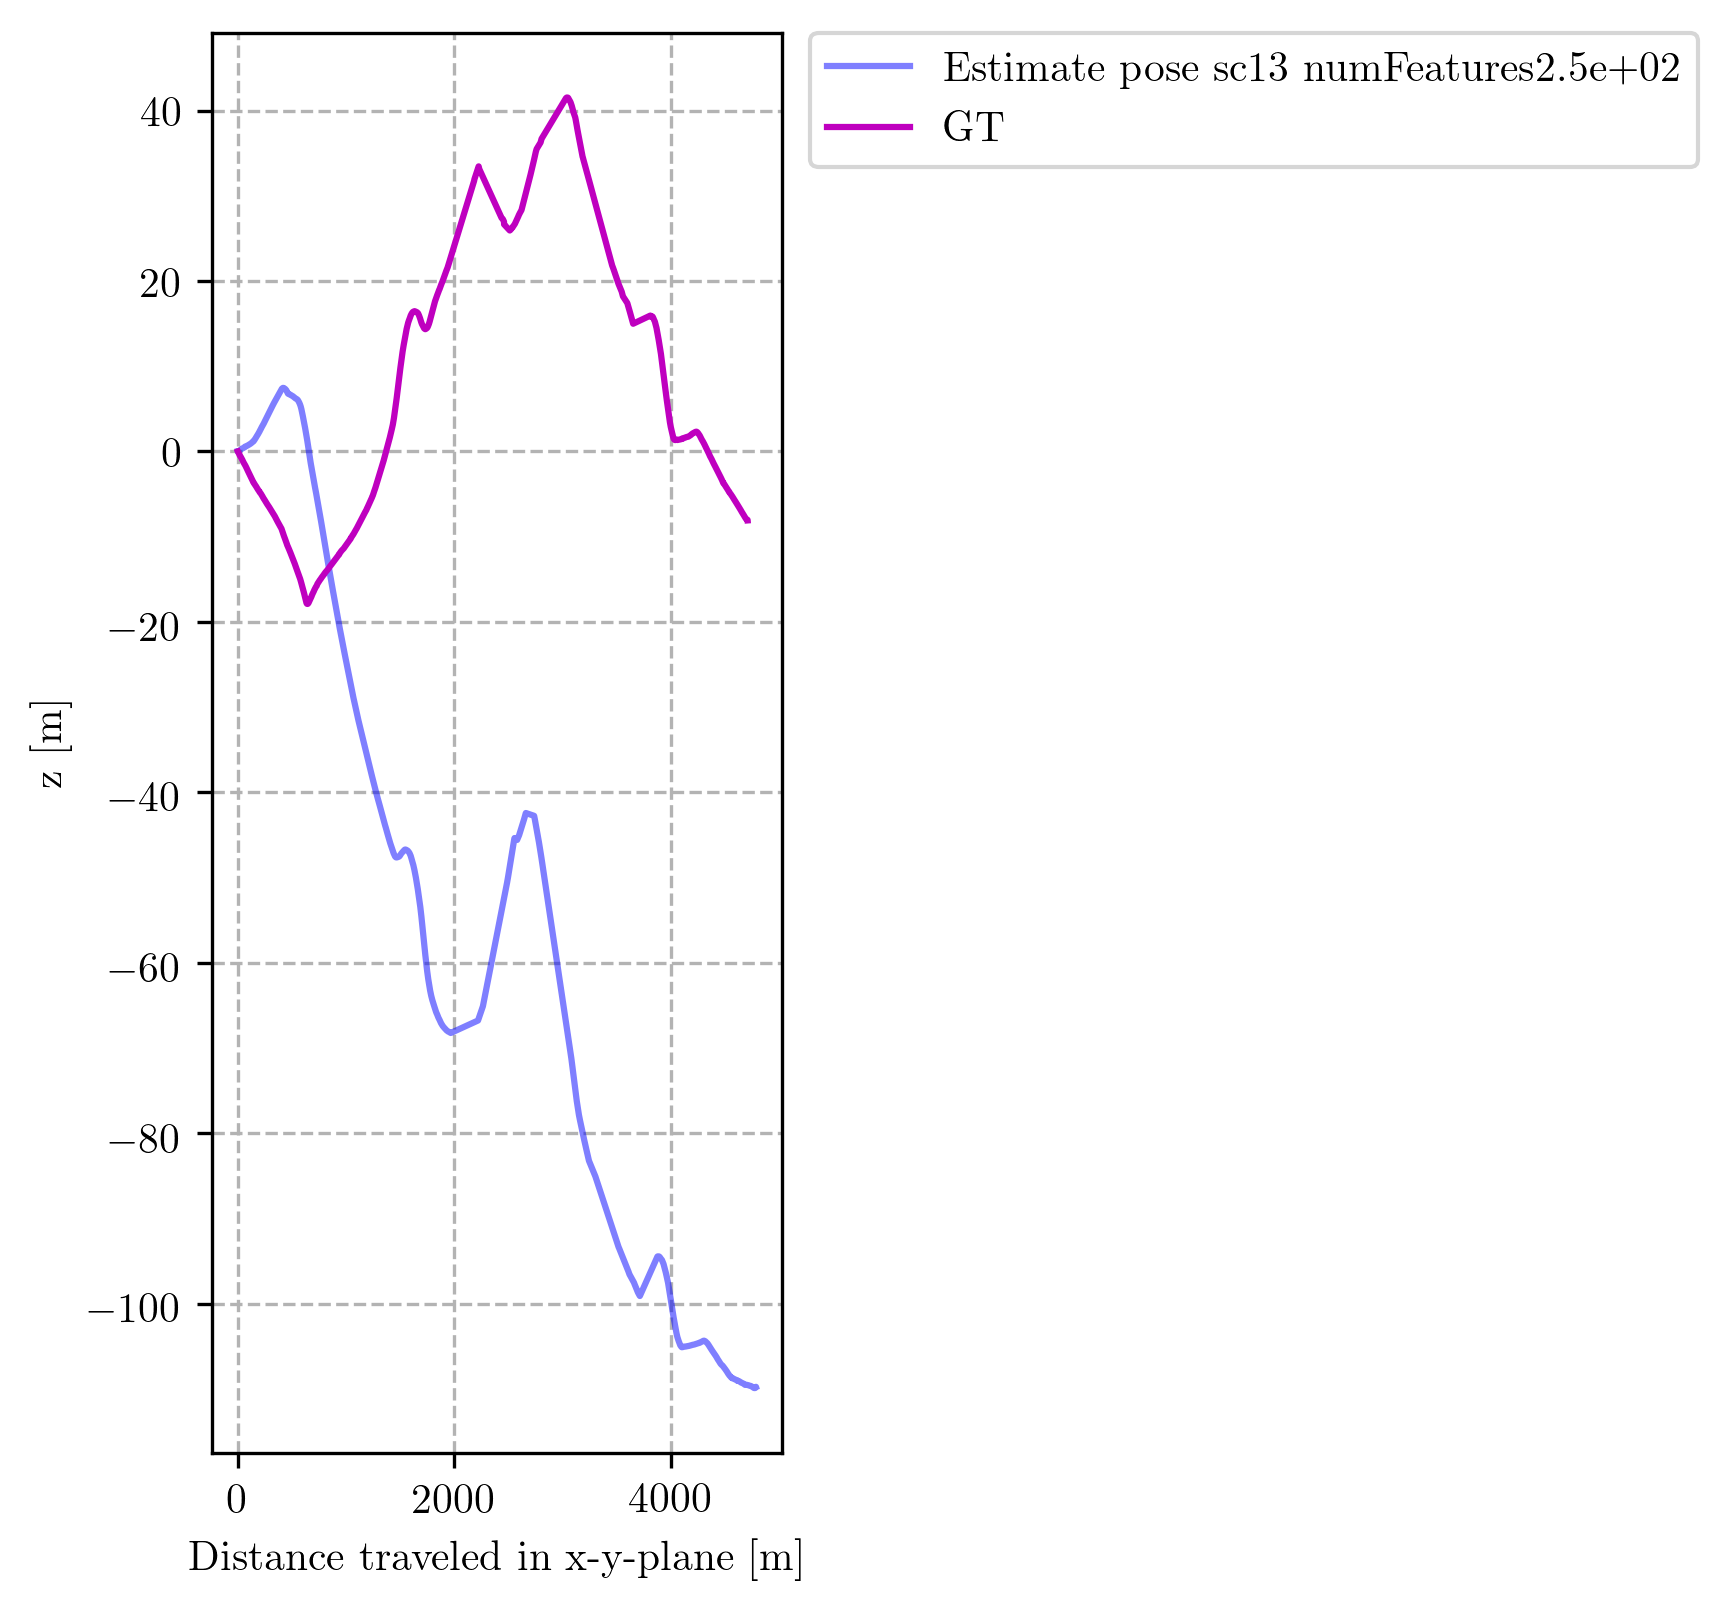 Estimate pose sc13 numFeatures2.5e+02
GT
40
20
0
−20
−40
−60
−80
−100
z [m]
0 2000 4000
Distance traveled in x-y-plane [m]